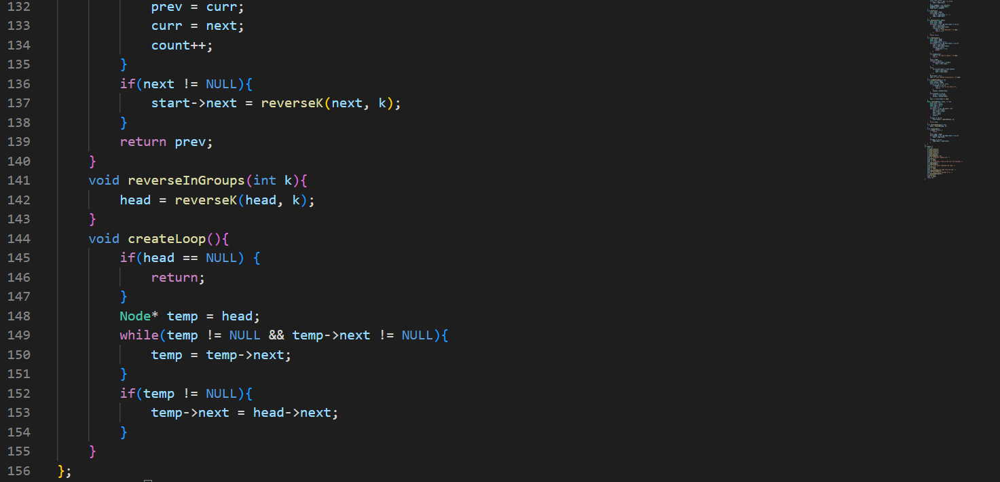 132 prev = curr;
133 curr = next;
134 count++;
135 }
136 if(next != NULL){
137 start->next = reverseK(next, k);
138 }
139 return prev;
140 }
141 void reverseInGroups(int k){
142 head = reverseK(head, k);
143 }
144 void createLoop(){
145 if(head == NULL) {
146 return;
147 }
148 Node* temp = head;
149 while(temp != NULL && temp->next != NULL){
150 temp = temp->next;
151 }
152 if(temp != NULL){
153 temp->next = head->next;
154 }
155 }
156 };